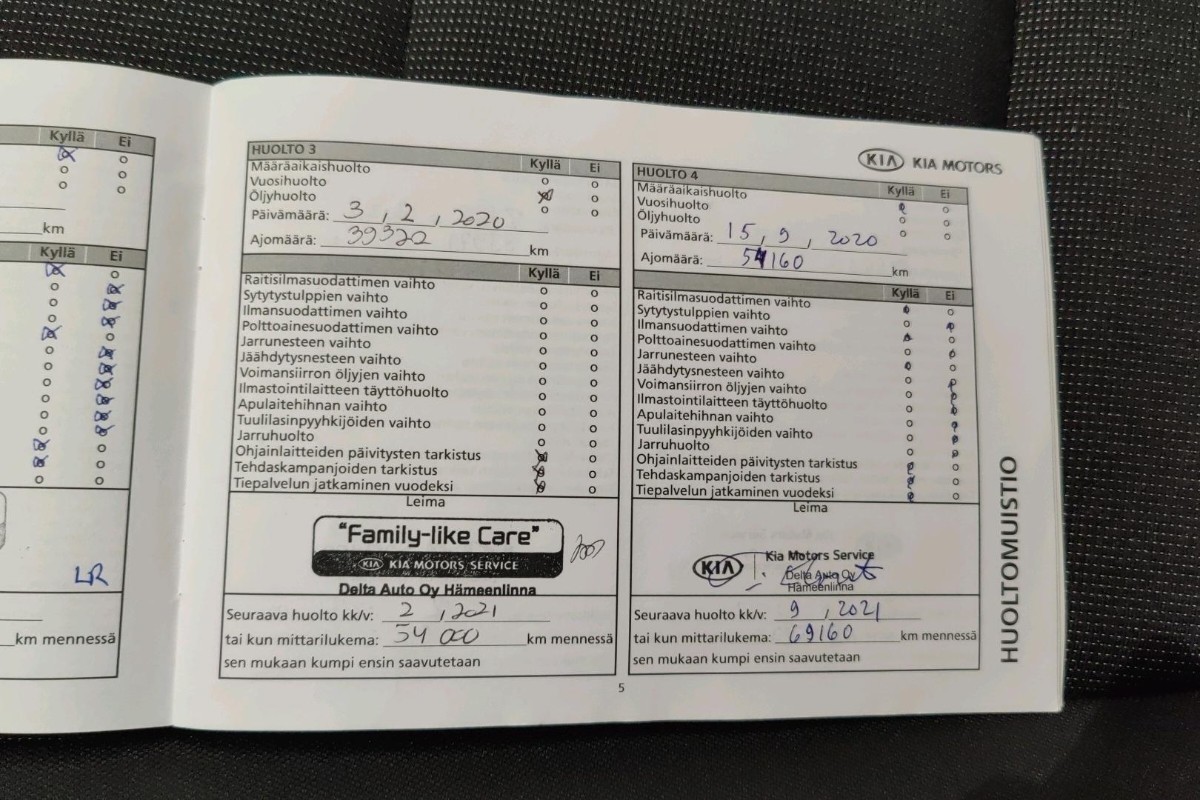 Kyllä Ei
km
Kyllä Ei
LR
km mennessä
HUOLTO 3 Kyllä Ei
Määräaikaishuolto
Vuosihuolto
Öljyhuolto
Päivämäärä: 3, 2, 2020
Ajomäärä: 39320 km
Kyllä Ei
Raitisilmasuodattimen vaihto
Sytytystulppien vaihto
Ilmansuodattimen vaihto
Polttoainesuodattimen vaihto
Jarrunesteen vaihto
Jäähdytysnesteen vaihto
Voimansiirron öljyjen vaihto
Ilmastointilaitteen täyttöhuolto
Apulaitehihnan vaihto
Tuulilasinpyyhkijöiden vaihto
Jarruhuolto
Ohjainlaitteiden päivitysten tarkistus
Tehdaskampanjoiden tarkistus
Tiepalvelun jatkaminen vuodeksi
Leima
"Family-like Care"
KIA KIA MOTORS SERVICE
Delta Auto Oy Hämeenlinna
Seuraava huolto kk/v: 2, 2021
tai kun mittarilukema: 54 000 km mennessä
sen mukaan kumpi ensin saavutetaan
5
KIA KIA MOTORS
HUOLTO 4 Kyllä Ei
Määräaikaishuolto
Vuosihuolto
Öljyhuolto
Päivämäärä: 15, 9, 2020
Ajomäärä: 54160 km
Kyllä Ei
Raitisilmasuodattimen vaihto
Sytytystulppien vaihto
Ilmansuodattimen vaihto
Polttoainesuodattimen vaihto
Jarrunesteen vaihto
Jäähdytysnesteen vaihto
Voimansiirron öljyjen vaihto
Ilmastointilaitteen täyttöhuolto
Apulaitehihnan vaihto
Tuulilasinpyyhkijöiden vaihto
Jarruhuolto
Ohjainlaitteiden päivitysten tarkistus
Tehdaskampanjoiden tarkistus
Tiepalvelun jatkaminen vuodeksi
Leima
KIA Kia Motors Service
Delta Auto Oy
Hämeenlinna
Seuraava huolto kk/v: 9, 2021
tai kun mittarilukema: 69160 km mennessä
sen mukaan kumpi ensin saavutetaan
HUOLTOMUISTIO